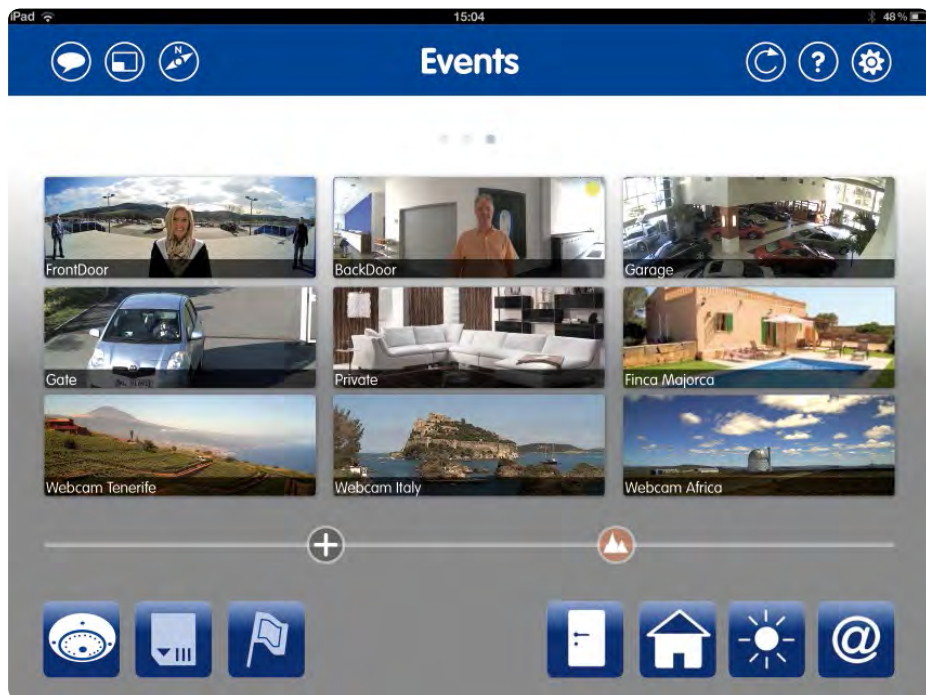 iPad 15:04 48 %
N
Events
?
FrontDoor BackDoor Garage
Gate Private Finca Majorca
Webcam Tenerife Webcam Italy Webcam Africa
@